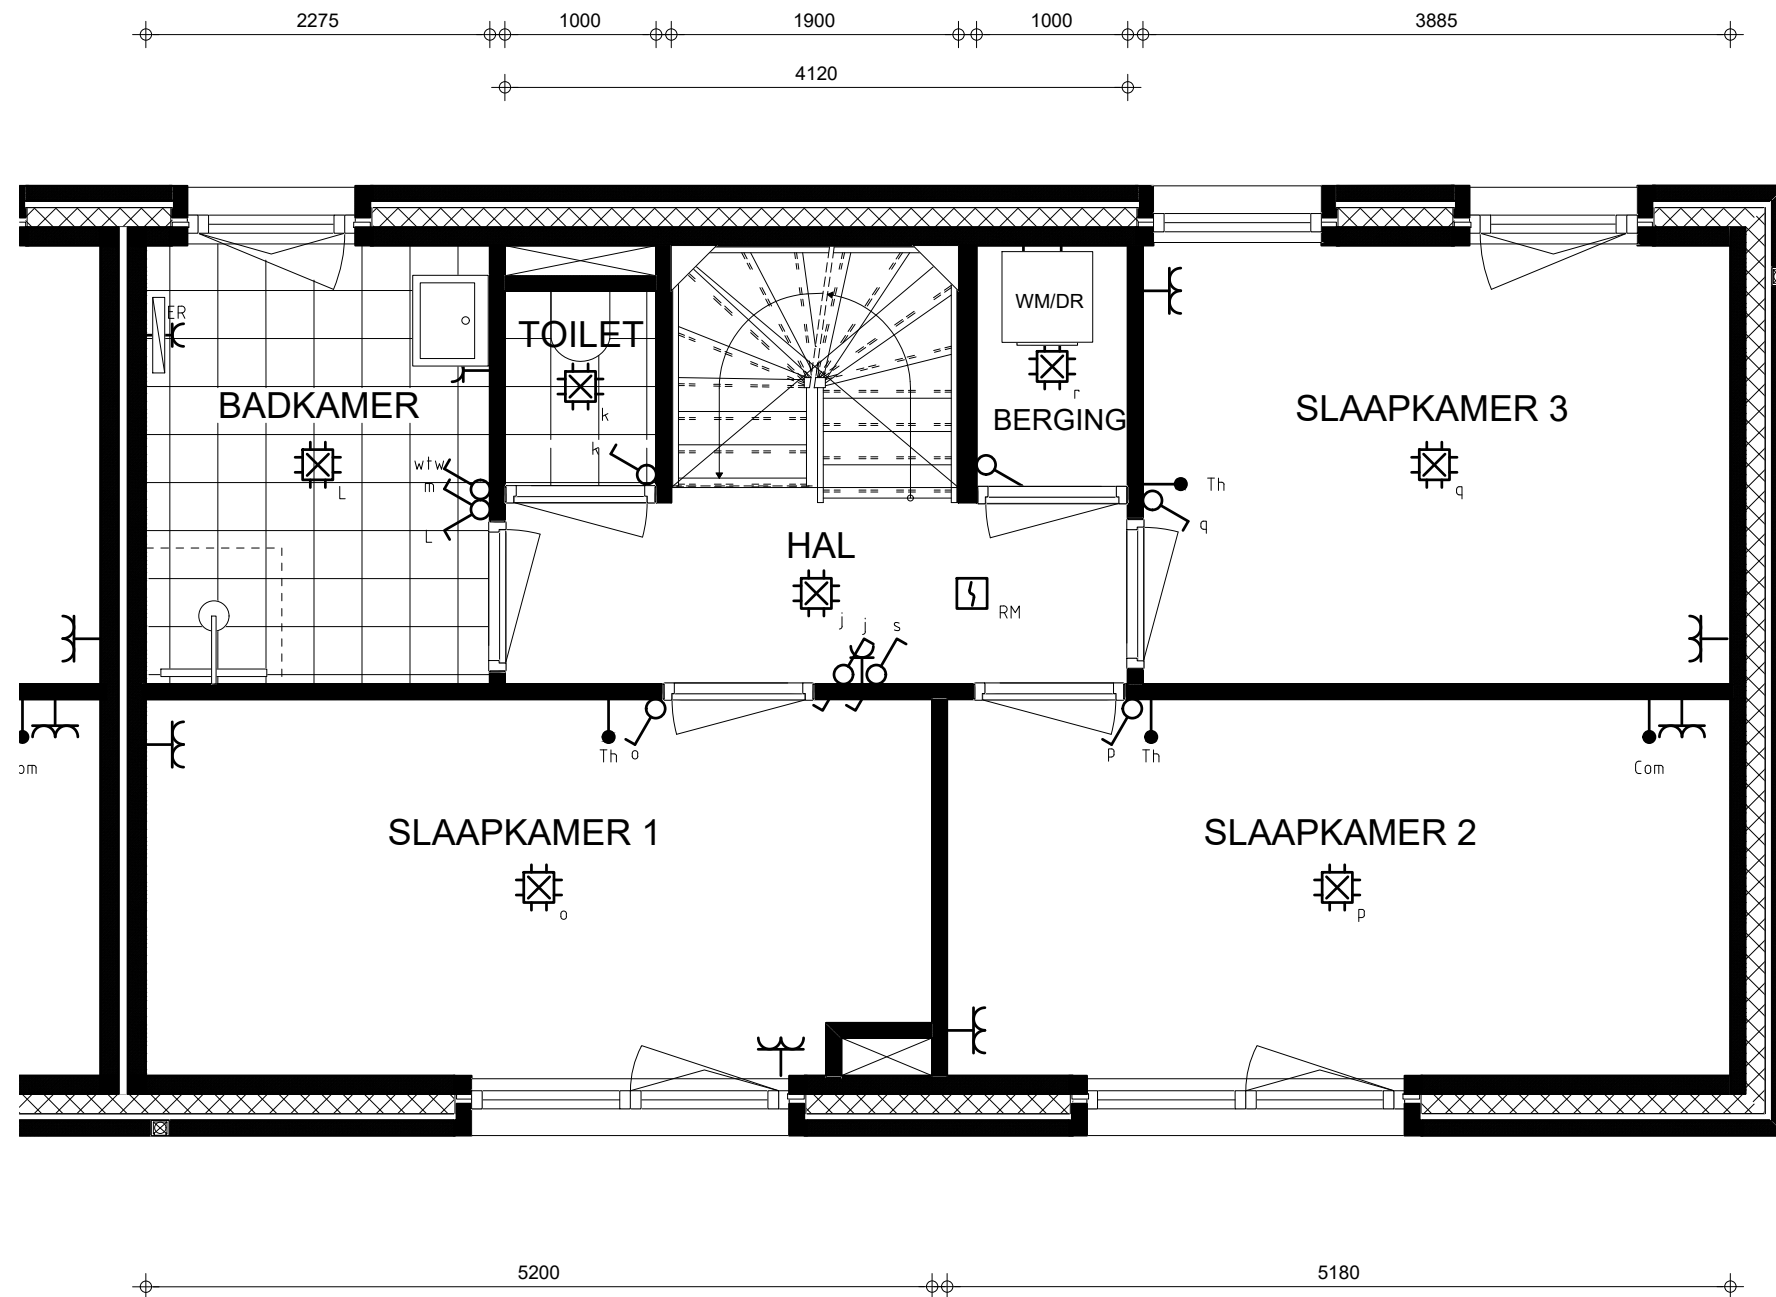 2275 1000 1900 1000 3885
4120
WM/DR
ER
TOILET
k
r
BADKAMER
BERGING
SLAAPKAMER 3
k
wtw
m
L
L
Th
q
q
HAL
RM
j j s
Th o
p Th
om
Com
SLAAPKAMER 1
SLAAPKAMER 2
o
p
5200 5180